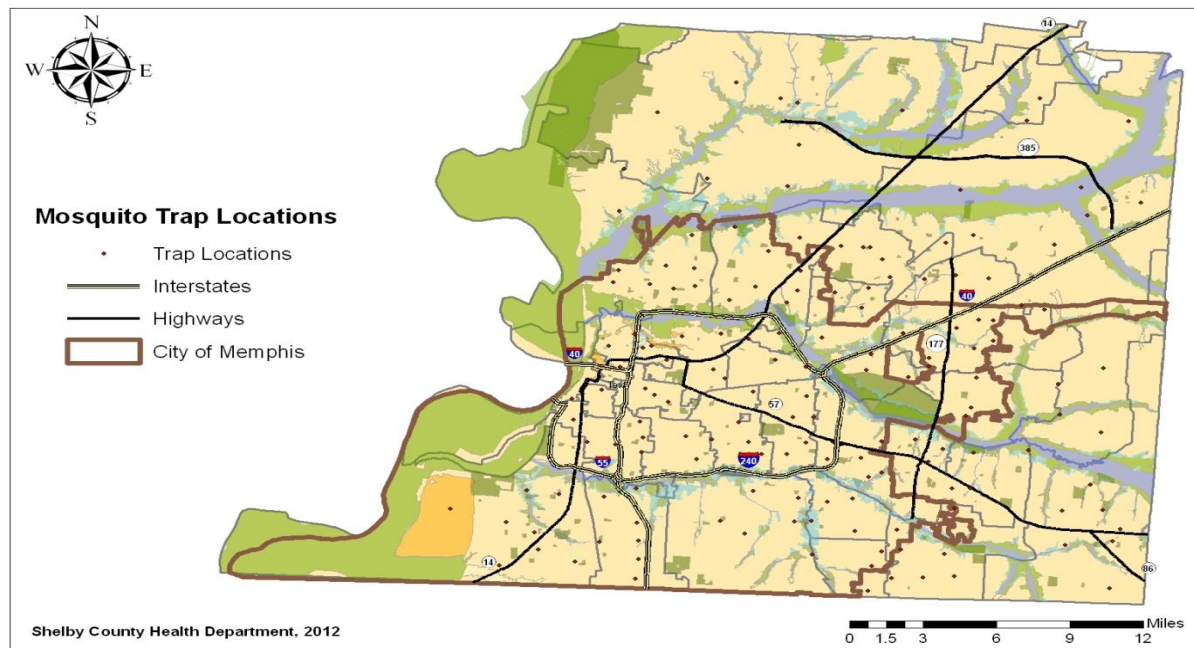 N
W E
S
Mosquito Trap Locations
Trap Locations
Interstates
Highways
City of Memphis
14
385
40
177
40
57
55
240
14
86
Shelby County Health Department, 2012
Miles
0 1.5 3 6 9 12